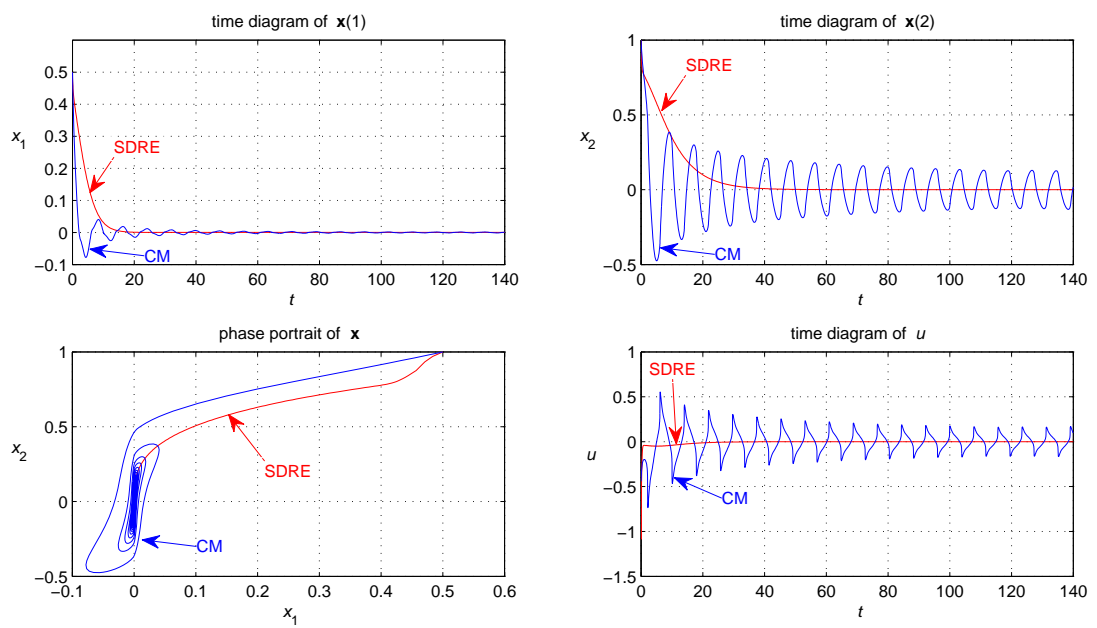 time diagram of x(1)
0.5
0.4
0.3
0.2
0.1
0
−0.1
x1
SDRE
CM
0 20 40 60 80 100 120 140
t
time diagram of x(2)
1
0.5
0
−0.5
x2
SDRE
CM
0 20 40 60 80 100 120 140
t
phase portrait of x
1
0.5
0
−0.5
x2
SDRE
CM
−0.1 0 0.1 0.2 0.3 0.4 0.5 0.6
x1
time diagram of u
1
0.5
0
−0.5
−1
−1.5
u
SDRE
CM
0 20 40 60 80 100 120 140
t